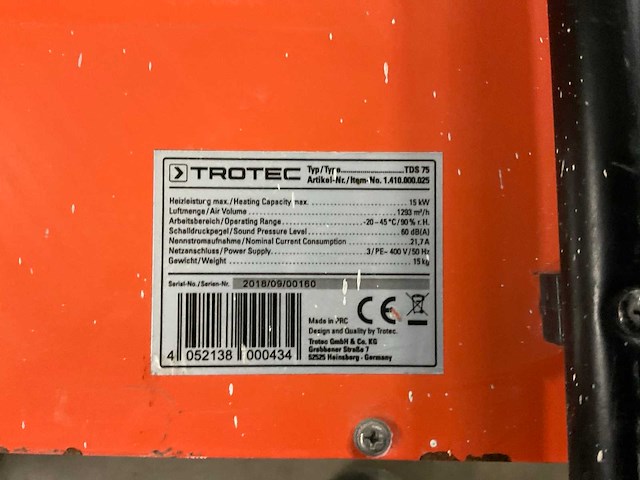 TROTEC
Typ/Type..............................TDS 75
Artikel-Nr./Item-No. 1.410.000.025
Heizleistung max./Heating Capacity max. ............. 15 kW
Luftmenge/Air Volume ............. 1293 m³/h
Arbeitsbereich/Operating Range ............. -20 – 45 °C/90 % r.H.
Schalldruckpegel/Sound Pressure Level ............. 60 dB(A)
Nennstromaufnahme/Nominal Current Consumption ............. 21,7 A
Netzanschluss/Power Supply ............. 3/PE~ 400 V/50 Hz
Gewicht/Weight ............. 15 kg
Serial-No./Serien-Nr. 2018/09/00160
Made in PRC
Design and Quality by Trotec.
Trotec GmbH & Co. KG
Grebbener Straße 7
52525 Heinsberg - Germany
CE
4 052138 000434